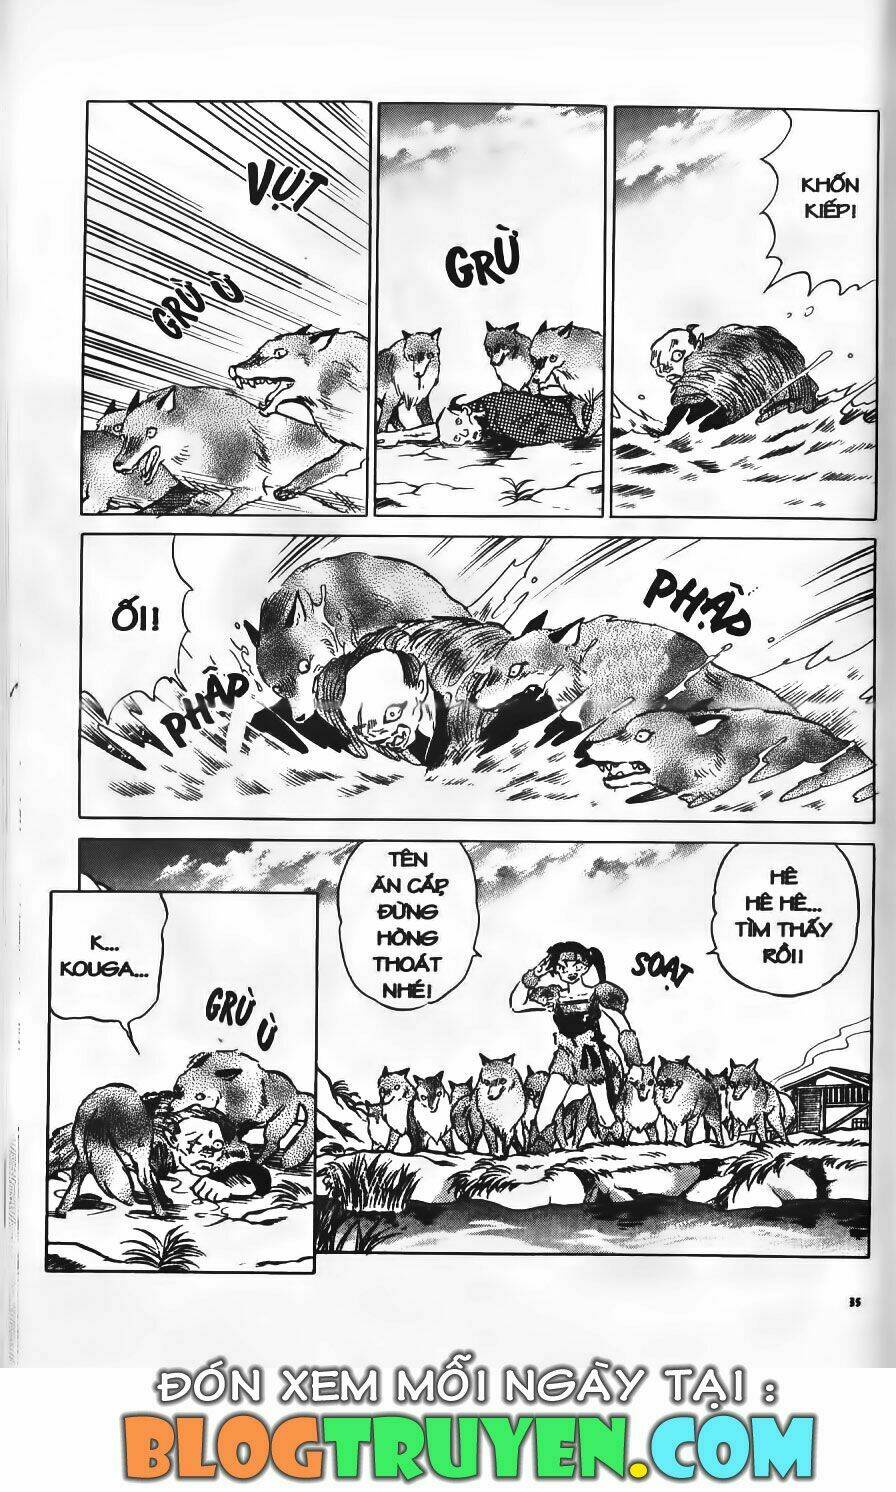 KHỐN
KIẾP!
GRỪ
VỤT
GRỪ Ừ
ỐI!
PHẬP
PHẬP
HÊ
HÊ HÊ...
TÌM THẤY
RỒI!
SOẠT
TÊN
ĂN CẮP,
ĐỪNG
HÒNG
THOÁT
NHÉ!
K...
KOUGA...
GRỪ Ừ
35
ĐÓN XEM MỖI NGÀY TẠI :
BLOGTRUYEN.COM